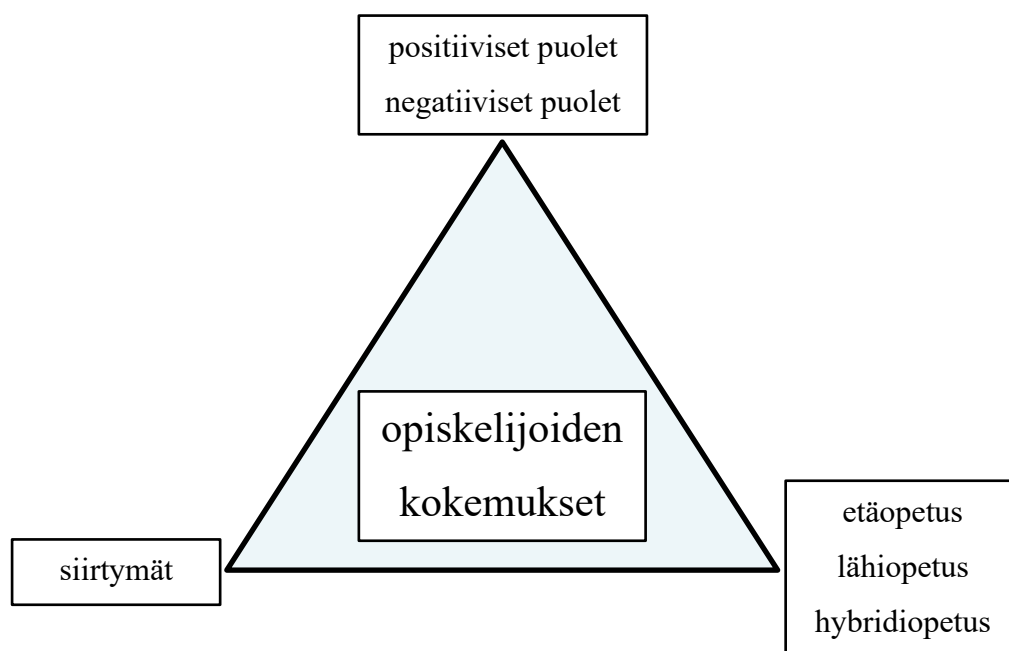 positiiviset puolet
negatiiviset puolet
opiskelijoiden
kokemukset
siirtymät
etäopetus
lähiopetus
hybridiopetus